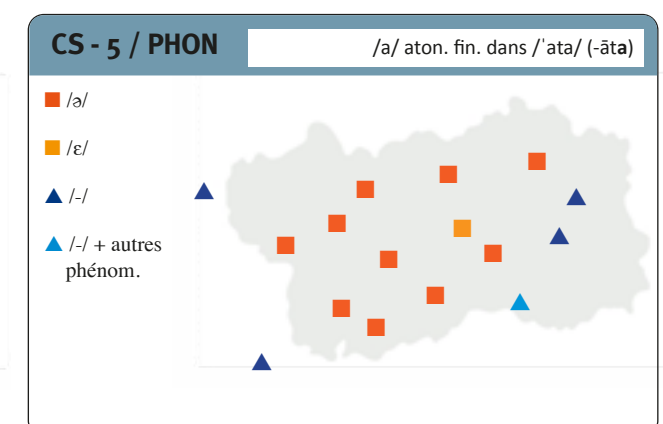 CS - 5 / PHON
/a/ aton. fin. dans /ˈata/ (-āta)
/ə/
/ɛ/
/-/
/-/ + autres
phénom.